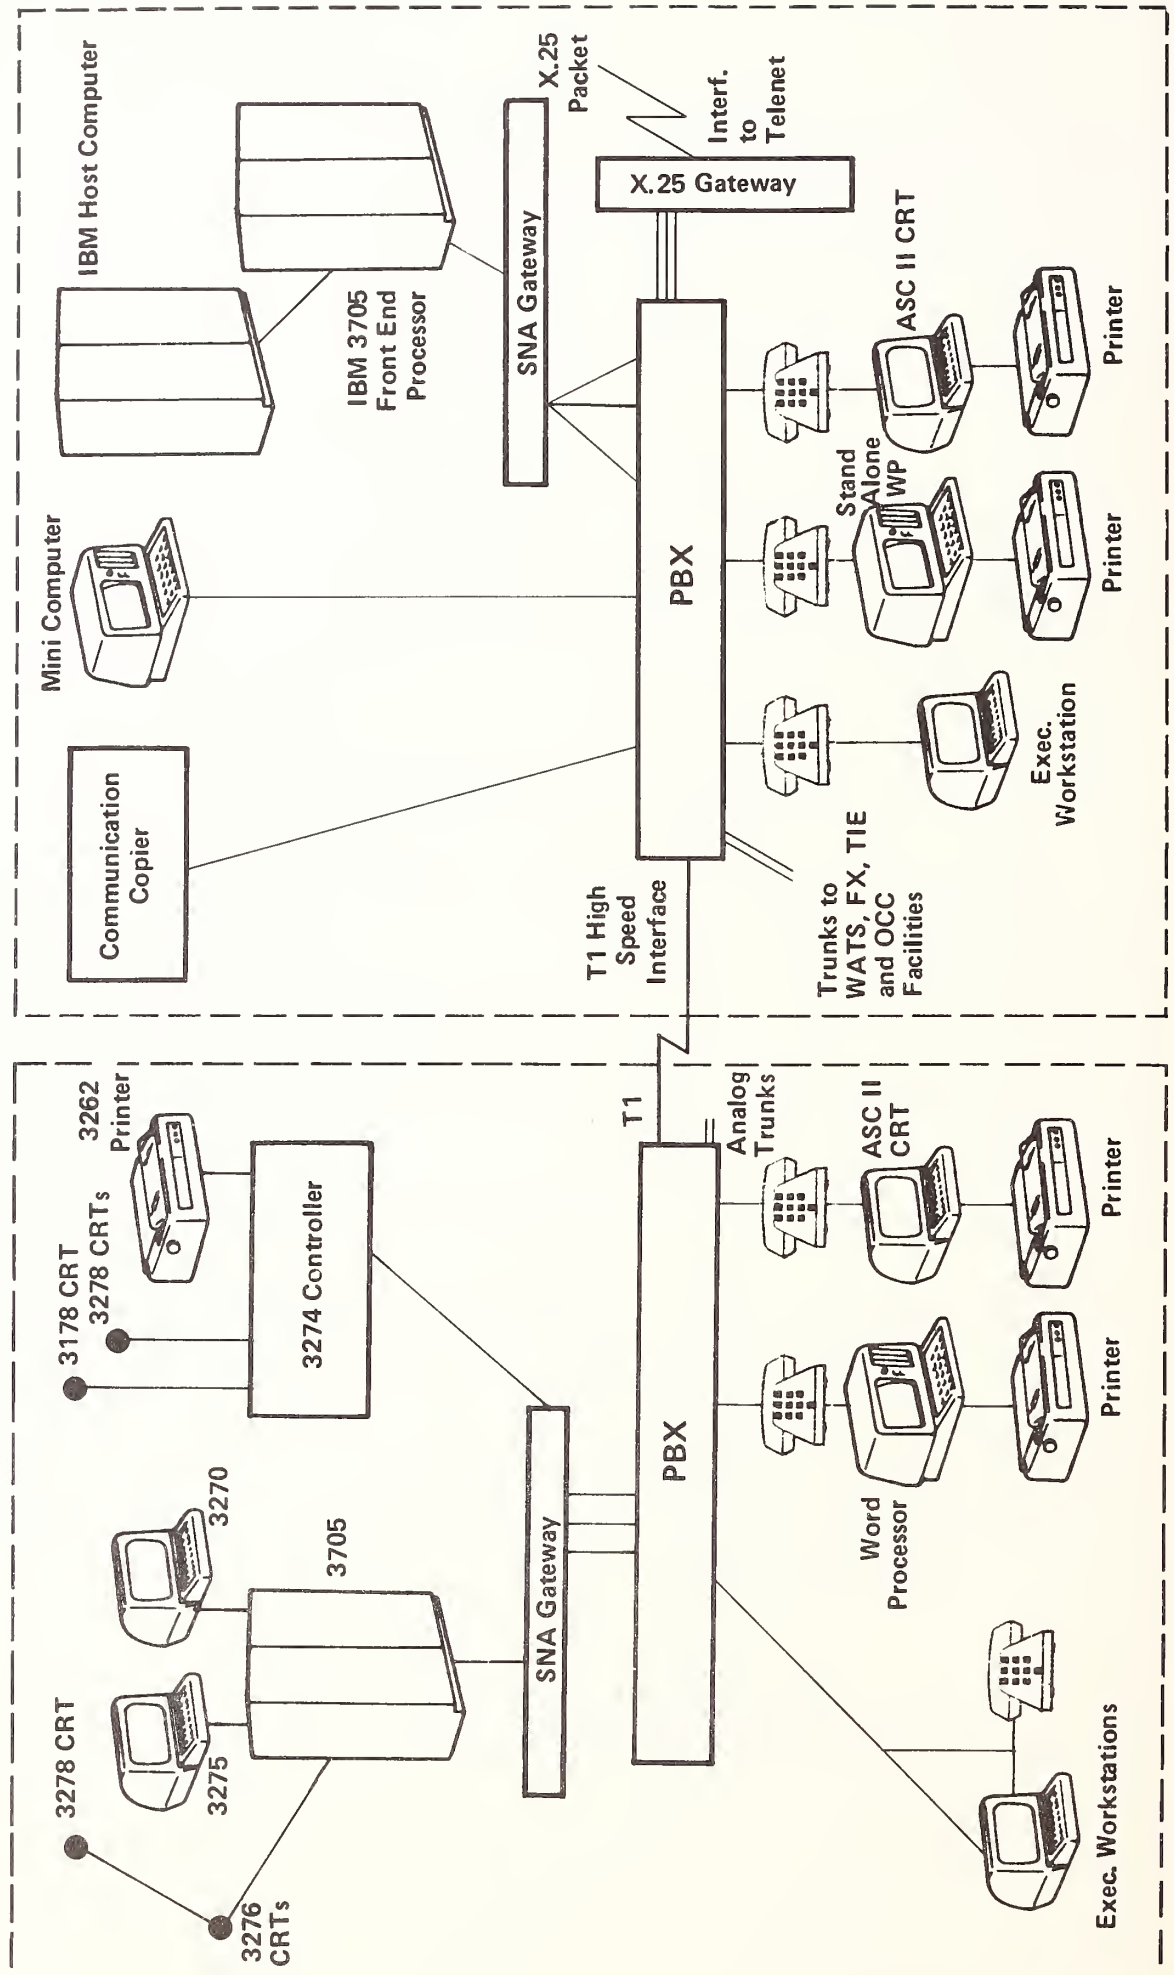 3278 CRT
3276
CRTs
3275
3270
3705
3178 CRT
3278 CRTs
3262
Printer
3274 Controller
SNA Gateway
PBX
T1
Analog
Trunks
Exec. Workstations
Word
Processor
Printer
ASC II
CRT
Printer
Communication
Copier
Mini Computer
IBM Host Computer
IBM 3705
Front End
Processor
SNA Gateway
X.25
Packet
Interf.
to
Telenet
X.25 Gateway
PBX
T1 High
Speed
Interface
Trunks to
WATS, FX, TIE
and OCC
Facilities
Exec.
Workstation
Stand
Alone
WP
Printer
ASC II CRT
Printer